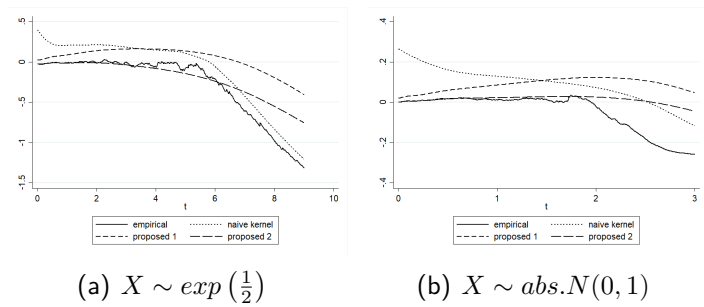 .5
0
-.5
-1
-1.5
0 2 4 6 8 10
t
empirical naive kernel
proposed 1 proposed 2
(a) X ∼ exp (1/2)
.4
.2
0
-.2
-.4
0 1 2 3
t
empirical naive kernel
proposed 1 proposed 2
(b) X ∼ abs.N(0, 1)